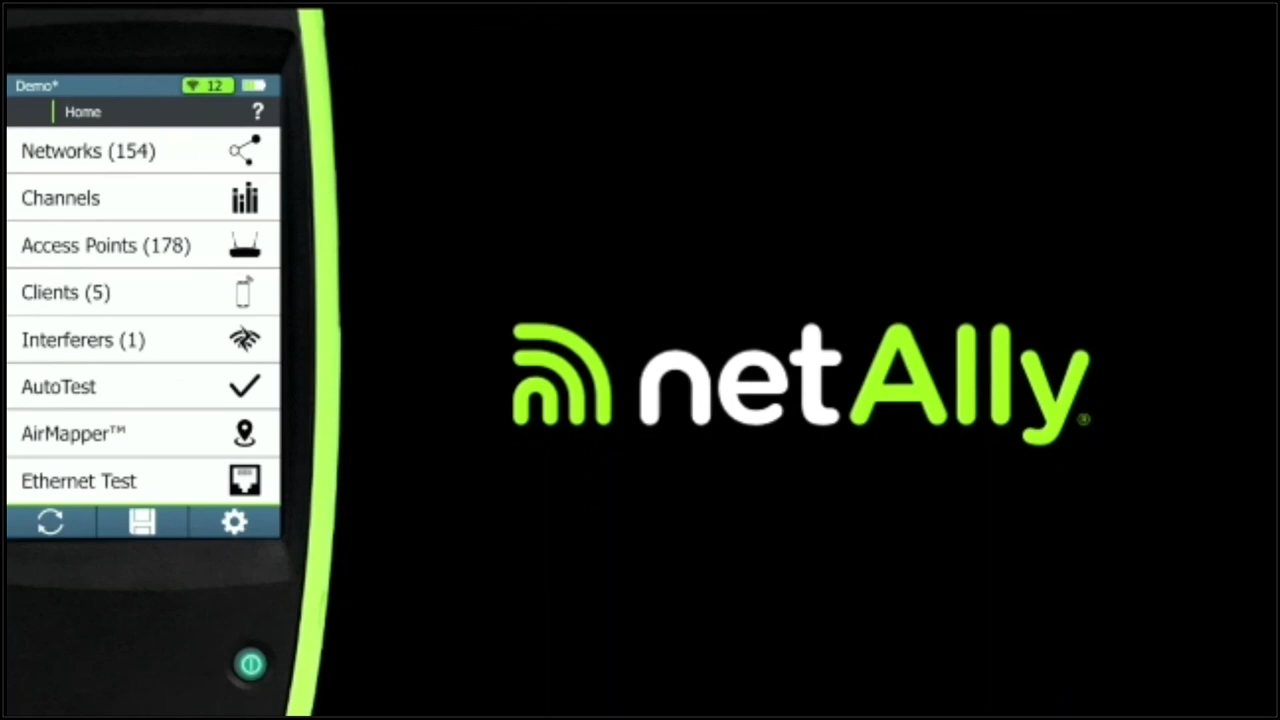 Demo*
12
Home
?
Networks (154)
Channels
Access Points (178)
Clients (5)
Interferers (1)
AutoTest
AirMapper™
Ethernet Test
netAlly®